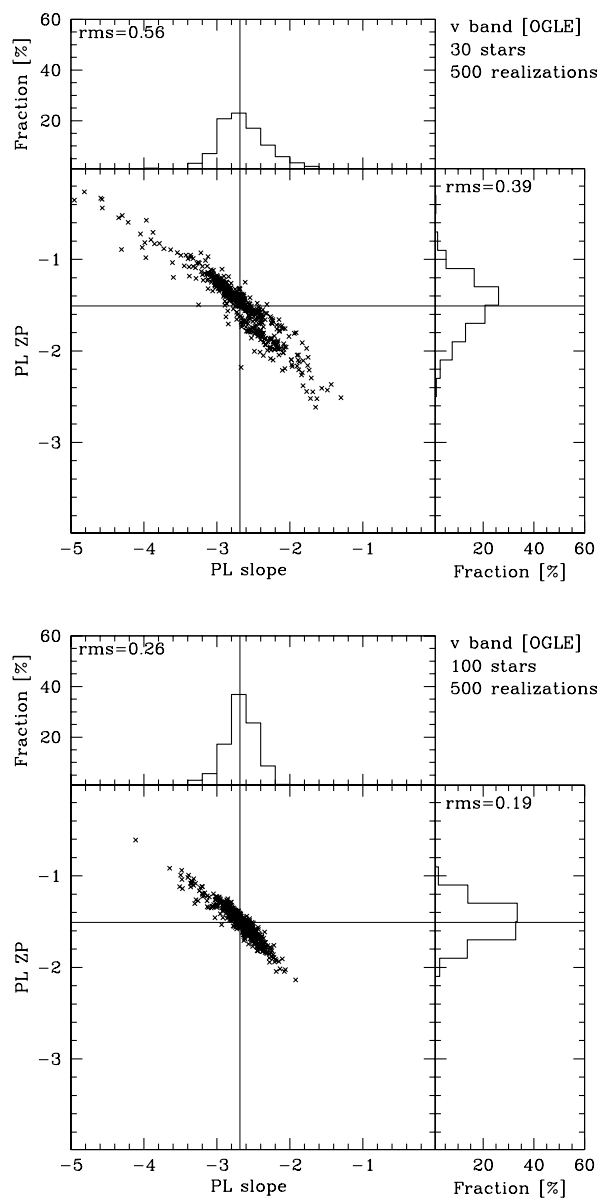 rms=0.56
v band [OGLE]
30 stars
500 realizations
Fraction [%]
60
40
20
rms=0.39
PL ZP
−1
−2
−3
−5 −4 −3 −2 −1
PL slope
20 40 60
Fraction [%]
rms=0.26
v band [OGLE]
100 stars
500 realizations
Fraction [%]
60
40
20
rms=0.19
PL ZP
−1
−2
−3
−5 −4 −3 −2 −1
PL slope
20 40 60
Fraction [%]